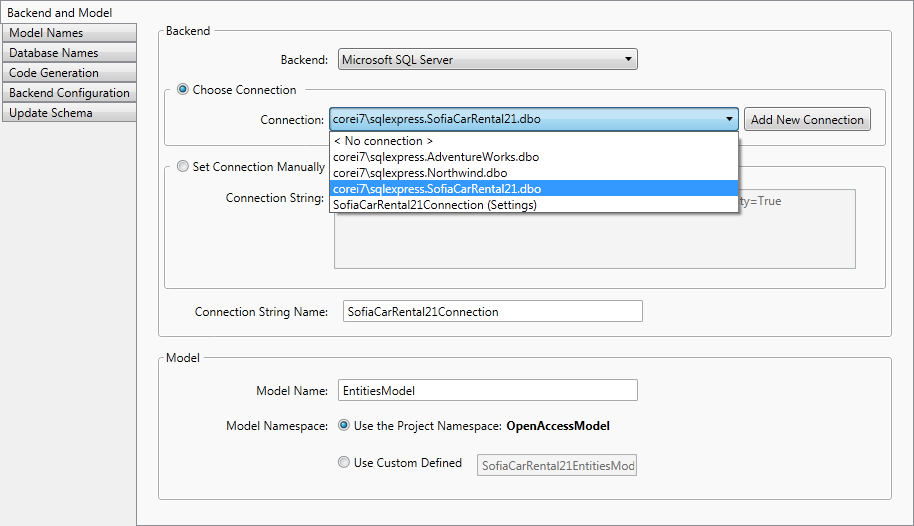 Backend and Model
Model Names
Database Names
Code Generation
Backend Configuration
Update Schema
Backend
Backend: Microsoft SQL Server
Choose Connection
Connection: corei7\sqlexpress.SofiaCarRental21.dbo Add New Connection
< No connection >
corei7\sqlexpress.AdventureWorks.dbo
corei7\sqlexpress.Northwind.dbo
corei7\sqlexpress.SofiaCarRental21.dbo
SofiaCarRental21Connection (Settings)
Set Connection Manually
Connection String: ty=True
Connection String Name: SofiaCarRental21Connection
Model
Model Name: EntitiesModel
Model Namespace: Use the Project Namespace: OpenAccessModel
Use Custom Defined SofiaCarRental21EntitiesMod